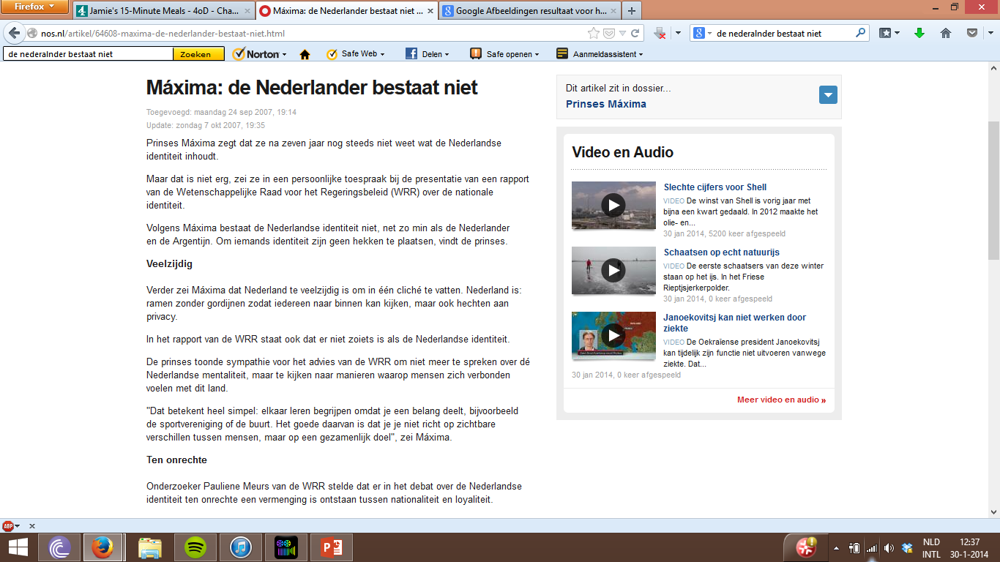 Firefox
Jamie's 15-Minute Meals - 4oD - Cha...
Máxima: de Nederlander bestaat niet ...
Google Afbeeldingen resultaat voor h...
nos.nl/artikel/64608-maxima-de-nederlander-bestaat-niet.html
de nederalnder bestaat niet
de nederalnder bestaat niet
Zoeken
Norton
Safe Web
Delen
Safe openen
Aanmeldassistent
Máxima: de Nederlander bestaat niet
Toegevoegd: maandag 24 sep 2007, 19:14
Update: zondag 7 okt 2007, 19:35
Prinses Máxima zegt dat ze na zeven jaar nog steeds niet weet wat de Nederlandse
identiteit inhoudt.
Maar dat is niet erg, zei ze in een persoonlijke toespraak bij de presentatie van een rapport
van de Wetenschappelijke Raad voor het Regeringsbeleid (WRR) over de nationale
identiteit.
Volgens Máxima bestaat de Nederlandse identiteit niet, net zo min als de Nederlander
en de Argentijn. Om iemands identiteit zijn geen hekken te plaatsen, vindt de prinses.
Veelzijdig
Verder zei Máxima dat Nederland te veelzijdig is om in één cliché te vatten. Nederland is:
ramen zonder gordijnen zodat iedereen naar binnen kan kijken, maar ook hechten aan
privacy.
In het rapport van de WRR staat ook dat er niet zoiets is als de Nederlandse identiteit.
De prinses toonde sympathie voor het advies van de WRR om niet meer te spreken over dé
Nederlandse mentaliteit, maar te kijken naar manieren waarop mensen zich verbonden
voelen met dit land.
"Dat betekent heel simpel: elkaar leren begrijpen omdat je een belang deelt, bijvoorbeeld
de sportvereniging of de buurt. Het goede daarvan is dat je je niet richt op zichtbare
verschillen tussen mensen, maar op een gezamenlijk doel", zei Máxima.
Ten onrechte
Onderzoeker Pauliene Meurs van de WRR stelde dat er in het debat over de Nederlandse
identiteit ten onrechte een vermenging is ontstaan tussen nationaliteit en loyaliteit.
Dit artikel zit in dossier...
Prinses Máxima
Video en Audio
Slechte cijfers voor Shell
VIDEO De winst van Shell is vorig jaar met
bijna een kwart gedaald. In 2012 maakte het
olie- en...
30 jan 2014, 5200 keer afgespeeld
Schaatsen op echt natuurijs
VIDEO De eerste schaatsers van deze winter
staan op het ijs. In het Friese
Rieptjsjerkerpolder.
30 jan 2014, 0 keer afgespeeld
Janoekovitsj kan niet werken door
ziekte
VIDEO De Oekraïense president Janoekovitsj
kan tijdelijk zijn functie niet uitvoeren vanwege
ziekte. Dat...
30 jan 2014, 0 keer afgespeeld
Meer video en audio »
ABP
NLD
INTL
12:37
30-1-2014